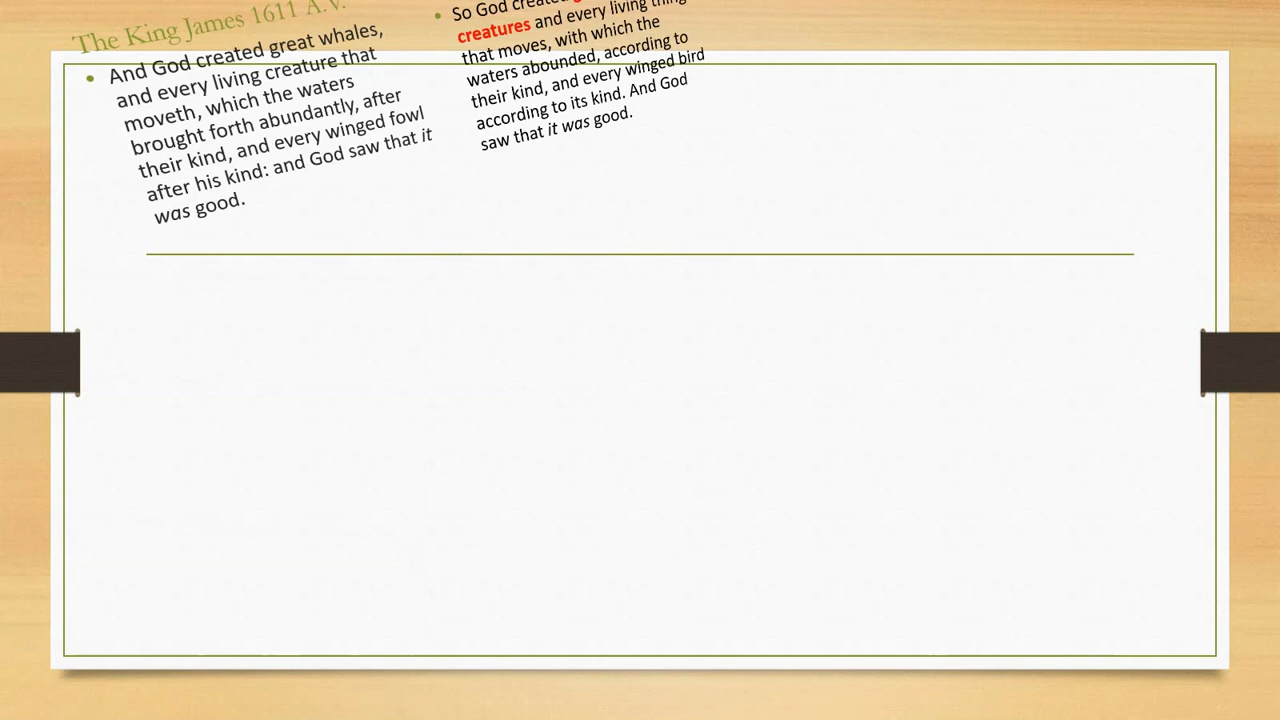 The King James 1611 A.V.
• And God created great whales,
and every living creature that
moveth, which the waters
brought forth abundantly, after
their kind, and every winged fowl
after his kind: and God saw that it
was good.
• So God created
creatures and every living thing
that moves, with which the
waters abounded, according to
their kind, and every winged bird
according to its kind. And God
saw that it was good.